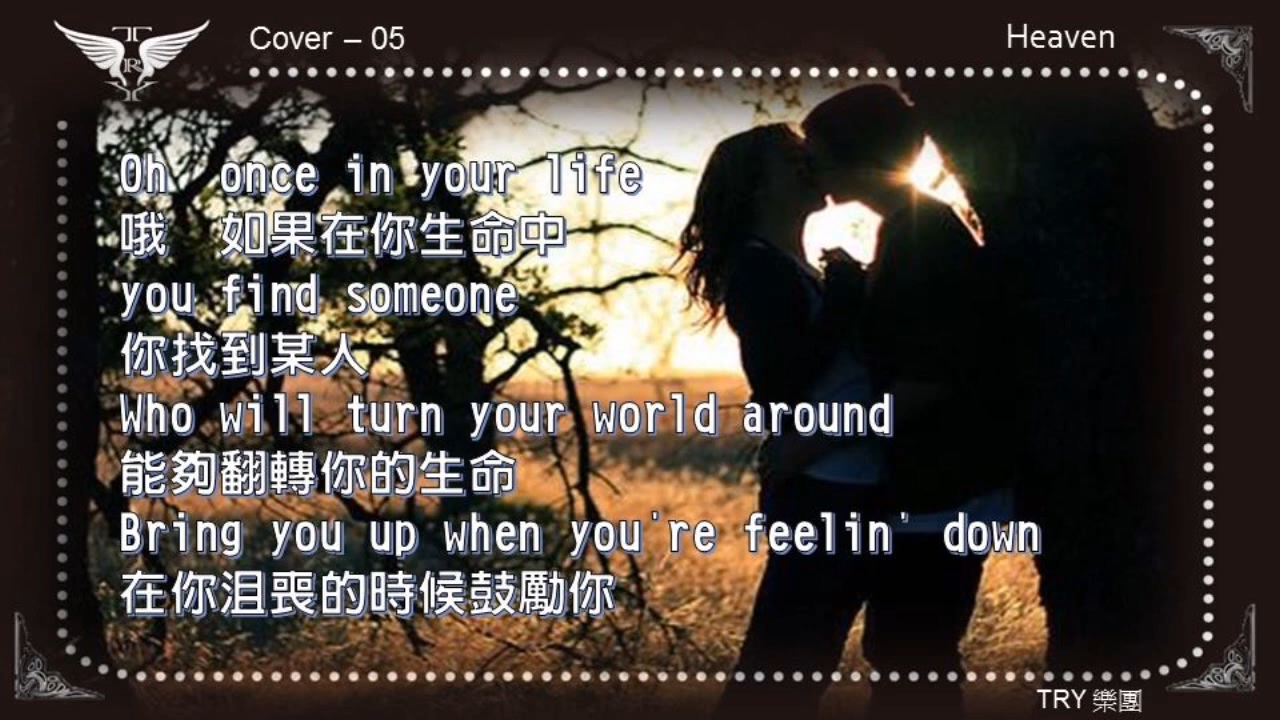 Cover – 05
Heaven
Oh once in your life
哦 如果在你生命中
you find someone
你找到某人
Who will turn your world around
能夠翻轉你的生命
Bring you up when you're feelin' down
在你沮喪的時候鼓勵你
TRY 樂團